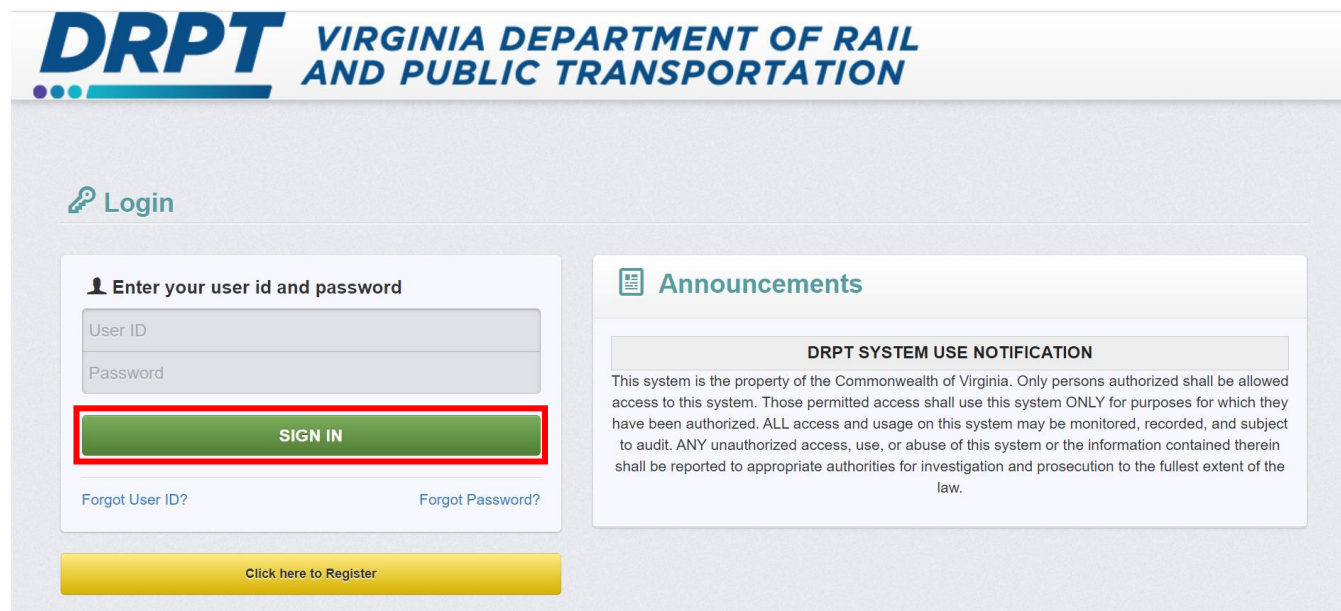 DRPT
VIRGINIA DEPARTMENT OF RAIL
AND PUBLIC TRANSPORTATION
Login
Enter your user id and password
User ID
Password
SIGN IN
Forgot User ID?
Forgot Password?
Click here to Register
Announcements
DRPT SYSTEM USE NOTIFICATION
This system is the property of the Commonwealth of Virginia. Only persons authorized shall be allowed
access to this system. Those permitted access shall use this system ONLY for purposes for which they
have been authorized. ALL access and usage on this system may be monitored, recorded, and subject
to audit. ANY unauthorized access, use, or abuse of this system or the information contained therein
shall be reported to appropriate authorities for investigation and prosecution to the fullest extent of the
law.